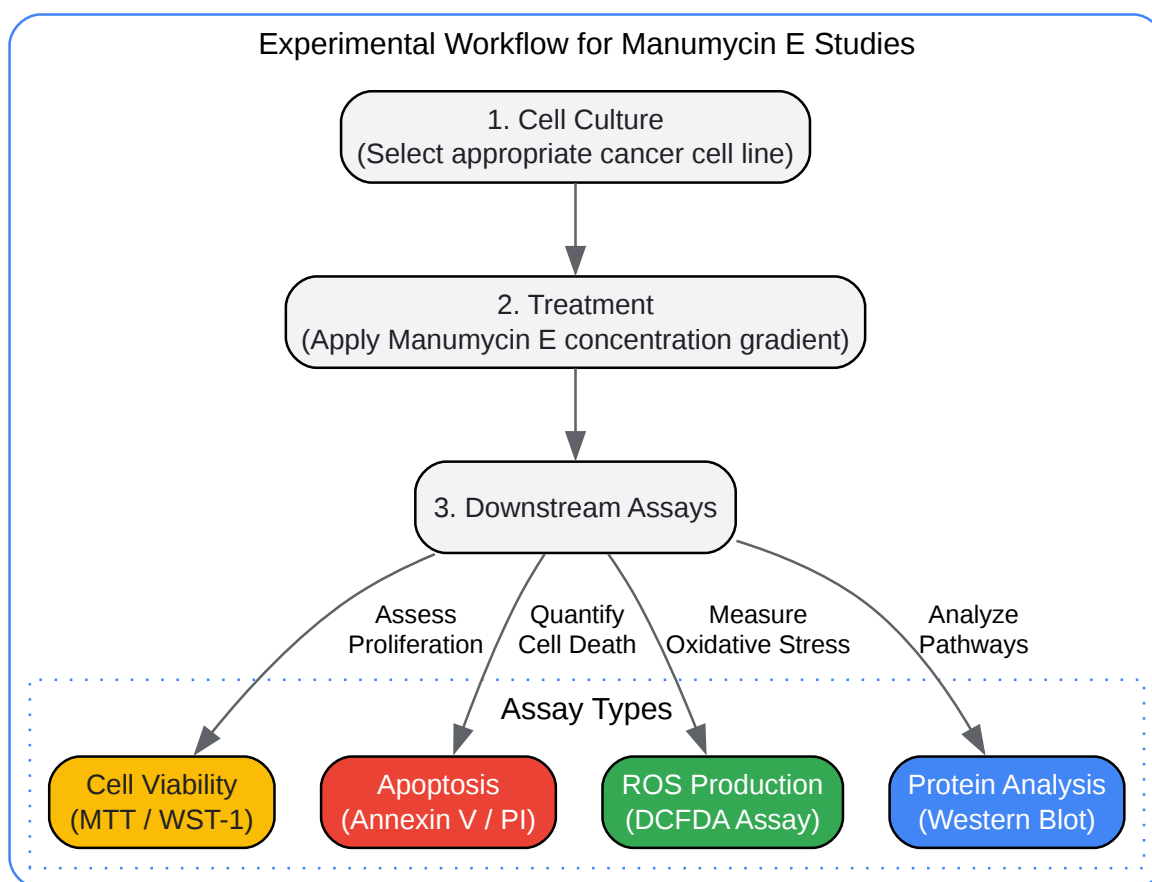 Experimental Workflow for Manumycin E Studies
1. Cell Culture
(Select appropriate cancer cell line)
2. Treatment
(Apply Manumycin E concentration gradient)
3. Downstream Assays
Assess
Proliferation
Quantify
Cell Death
Measure
Oxidative Stress
Analyze
Pathways
Assay Types
Cell Viability
(MTT / WST-1)
Apoptosis
(Annexin V / PI)
ROS Production
(DCFDA Assay)
Protein Analysis
(Western Blot)